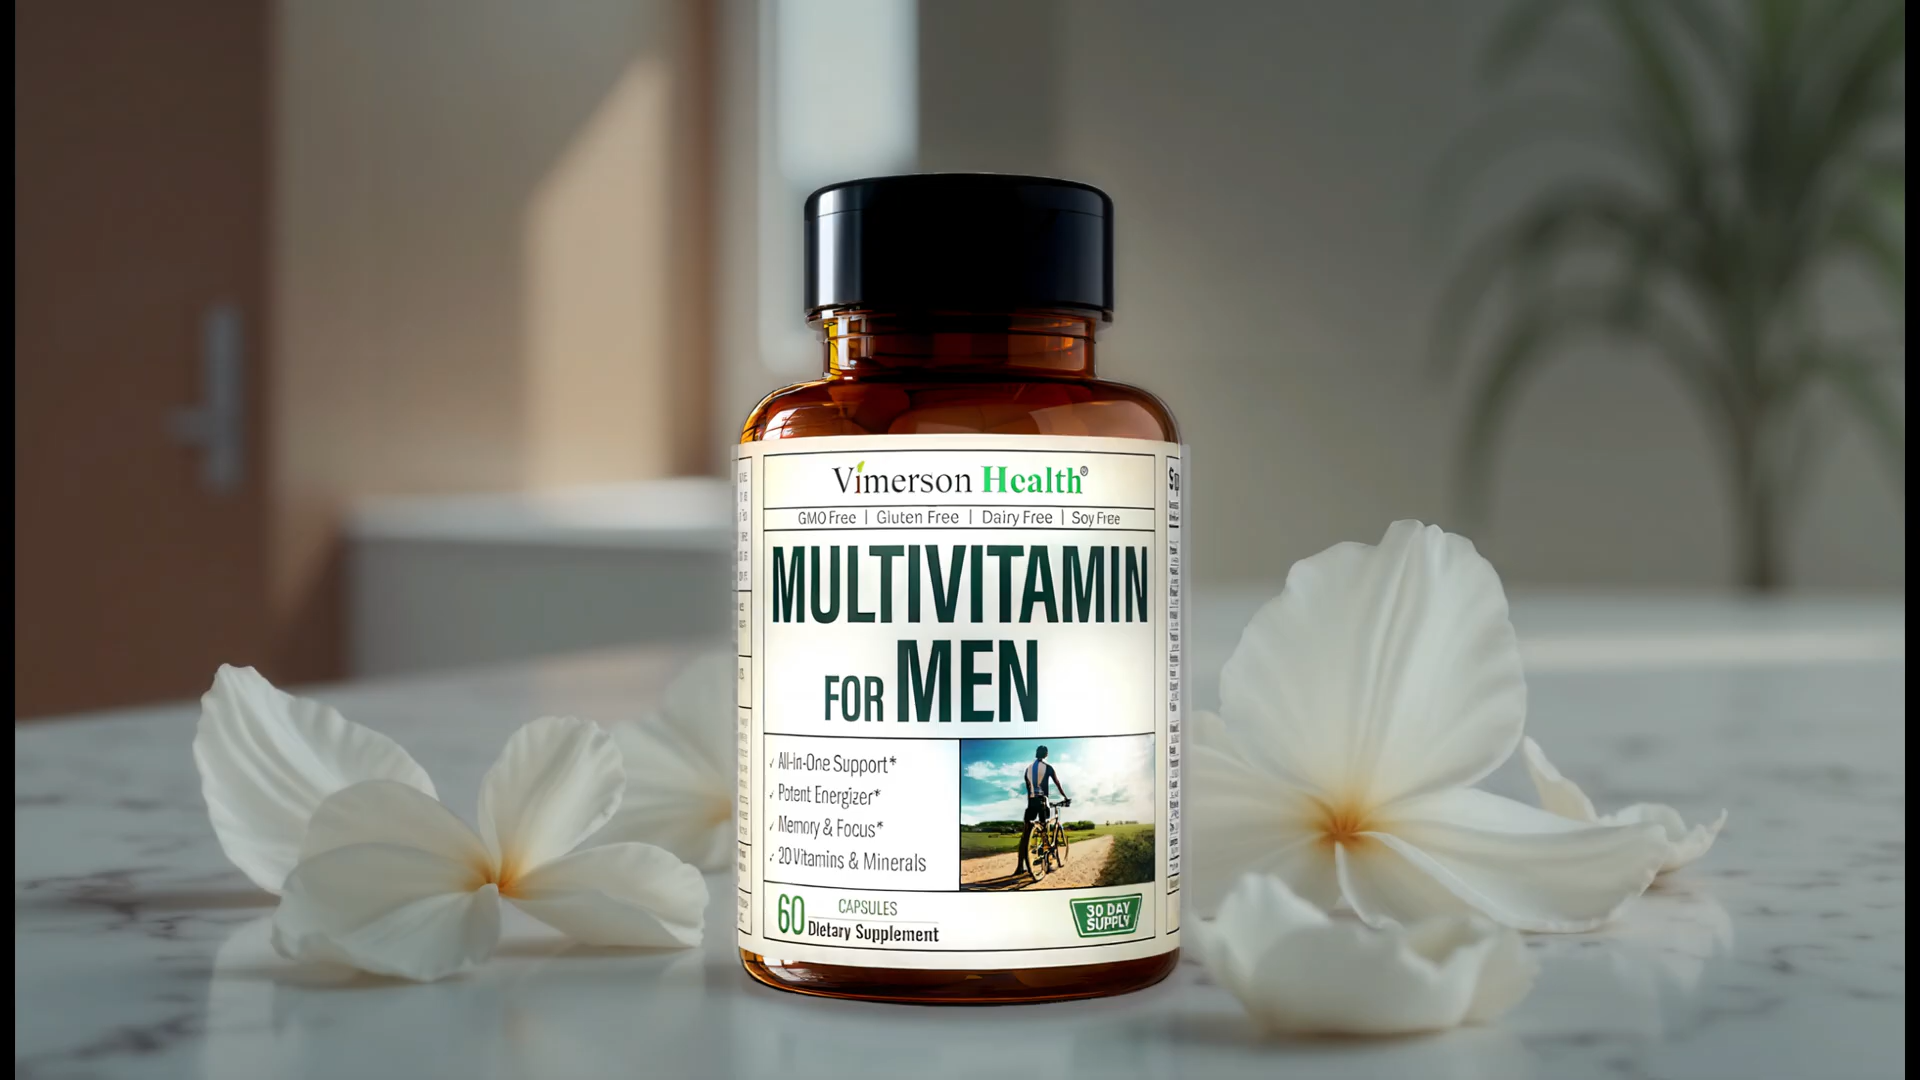 Vimerson Health®
GMO Free | Gluten Free | Dairy Free | Soy Free
MULTIVITAMIN
FOR MEN
✓ All-in-One Support*
✓ Potent Energizer*
✓ Memory & Focus*
✓ 20 Vitamins & Minerals
60 CAPSULES
Dietary Supplement
30 DAY
SUPPLY